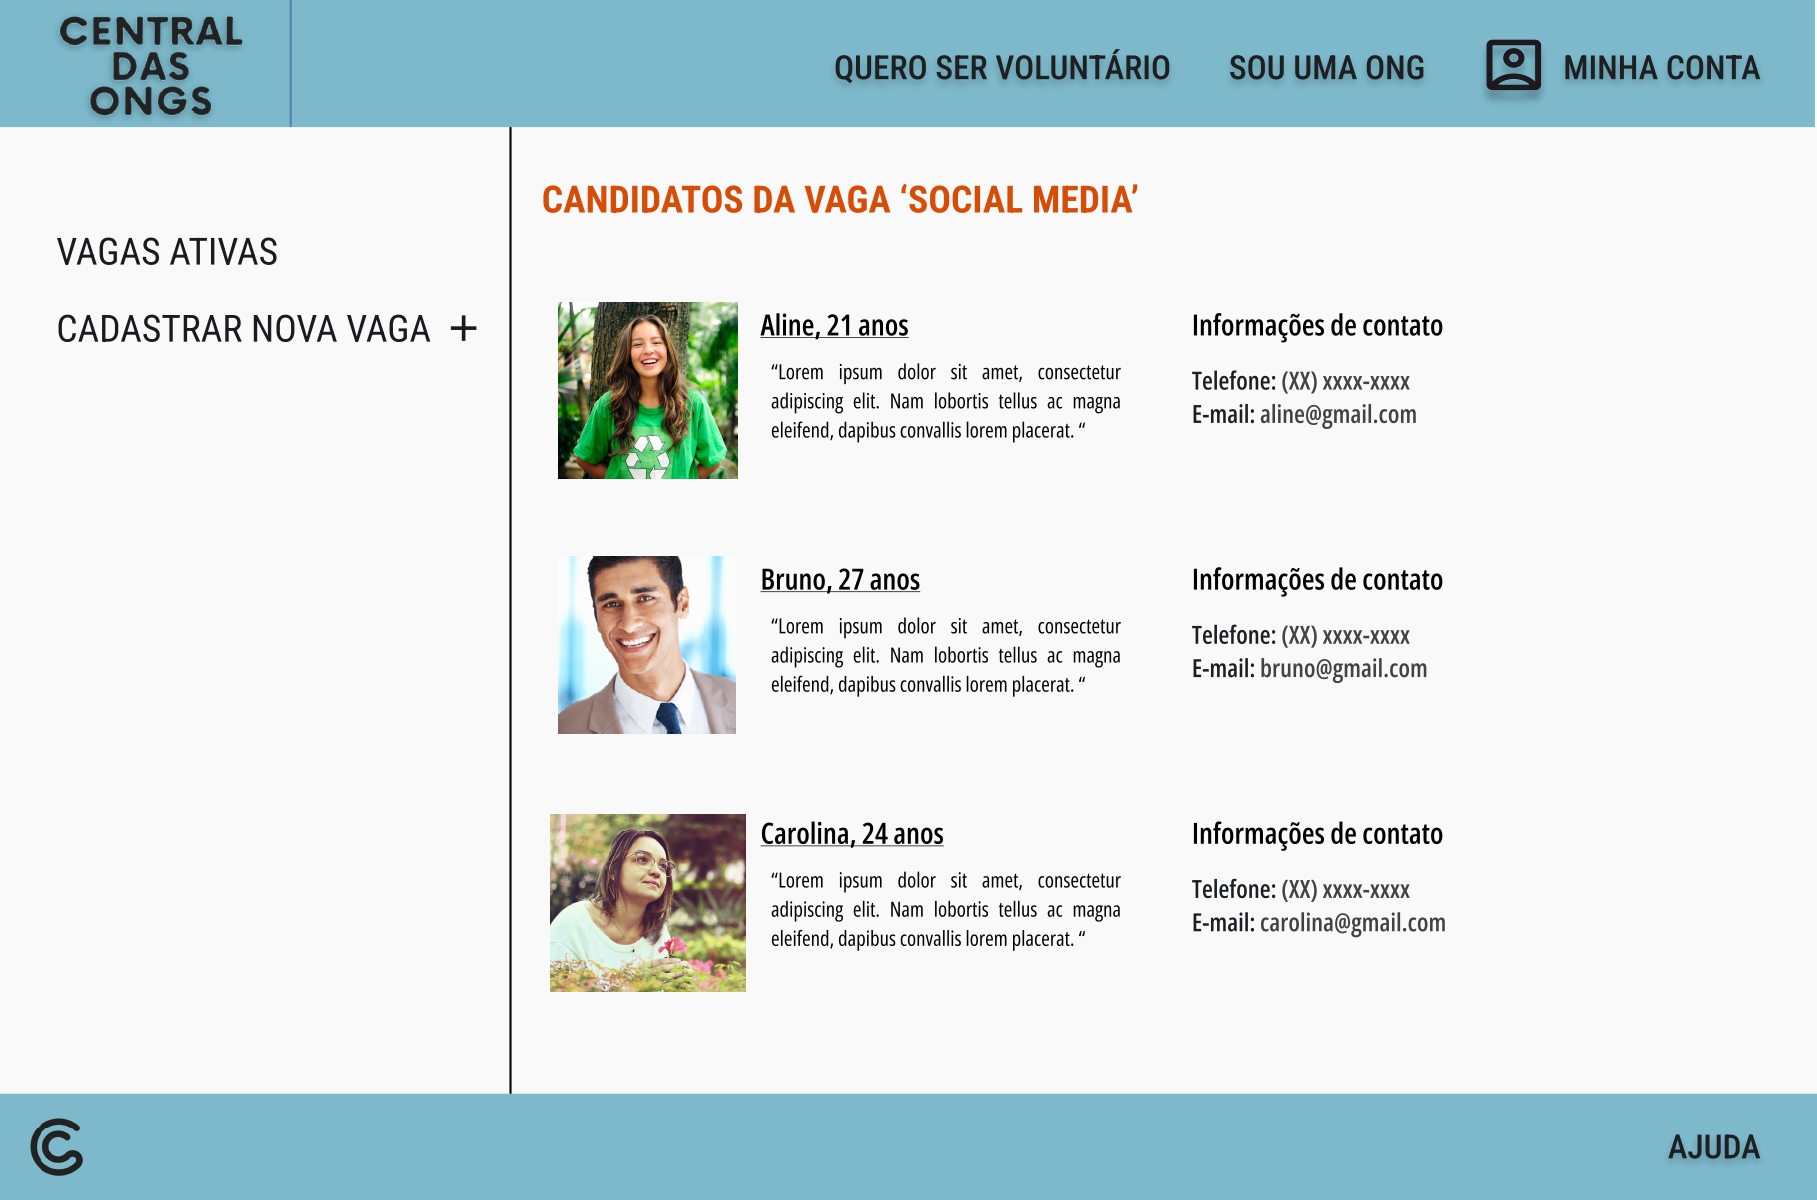 CENTRAL
DAS
ONGS
QUERO SER VOLUNTÁRIO
SOU UMA ONG
MINHA CONTA
VAGAS ATIVAS
CADASTRAR NOVA VAGA +
CANDIDATOS DA VAGA ‘SOCIAL MEDIA’
Aline, 21 anos
“Lorem ipsum dolor sit amet, consectetur
adipiscing elit. Nam lobortis tellus ac magna
eleifend, dapibus convallis lorem placerat. “
Informações de contato
Telefone: (XX) xxxx-xxxx
E-mail: aline@gmail.com
Bruno, 27 anos
“Lorem ipsum dolor sit amet, consectetur
adipiscing elit. Nam lobortis tellus ac magna
eleifend, dapibus convallis lorem placerat. “
Informações de contato
Telefone: (XX) xxxx-xxxx
E-mail: bruno@gmail.com
Carolina, 24 anos
“Lorem ipsum dolor sit amet, consectetur
adipiscing elit. Nam lobortis tellus ac magna
eleifend, dapibus convallis lorem placerat. “
Informações de contato
Telefone: (XX) xxxx-xxxx
E-mail: carolina@gmail.com
AJUDA